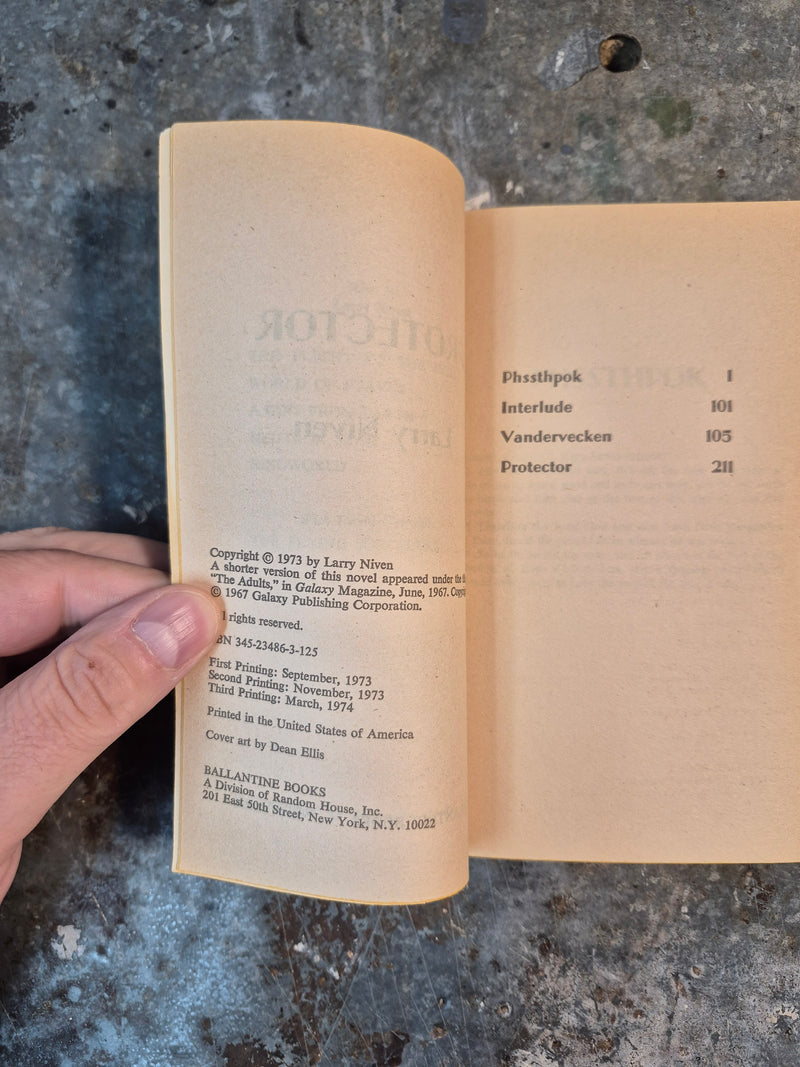 Copyright © 1973 by Larry Niven
A shorter version of this novel appeared under the
"The Adults," in Galaxy Magazine, June, 1967.
© 1967 Galaxy Publishing Corporation.
rights reserved.
BN 345-23486-3-125
First Printing: September, 1973
Second Printing: November, 1973
Third Printing: March, 1974
Printed in the United States of America
Cover art by Dean Ellis
BALLANTINE BOOKS
A Division of Random House, Inc.
201 East 50th Street, New York, N.Y. 10022
Phssthpok 1
Interlude 101
Vandervecken 105
Protector 211